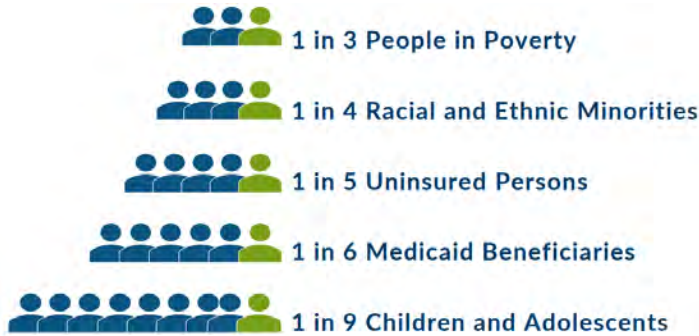 1 in 3 People in Poverty
1 in 4 Racial and Ethnic Minorities
1 in 5 Uninsured Persons
1 in 6 Medicaid Beneficiaries
1 in 9 Children and Adolescents